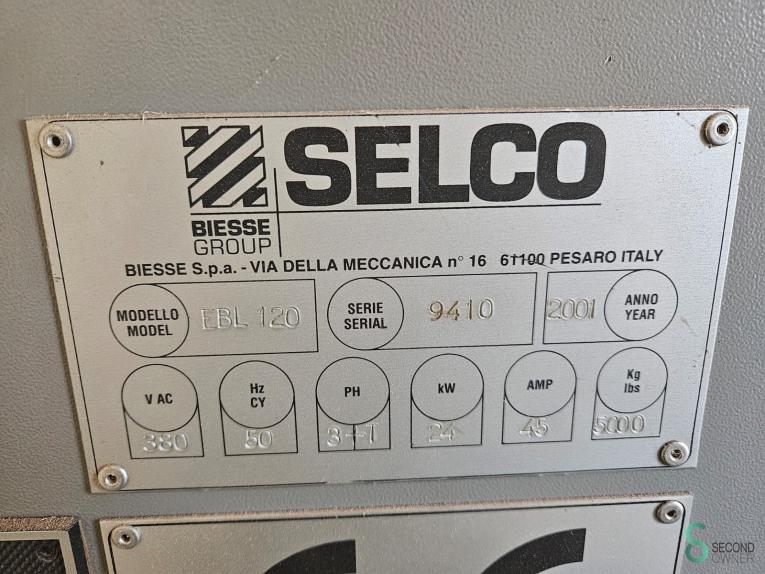 SELCO
BIESSE
GROUP
BIESSE S.p.a. - VIA DELLA MECCANICA n° 16 61100 PESARO ITALY
MODELLO
MODEL
EBL 120
SERIE
SERIAL
9410
2001
ANNO
YEAR
V AC
380
Hz
CY
50
PH
3+1
kW
24
AMP
45
Kg
lbs
5000
SECOND
OWNER